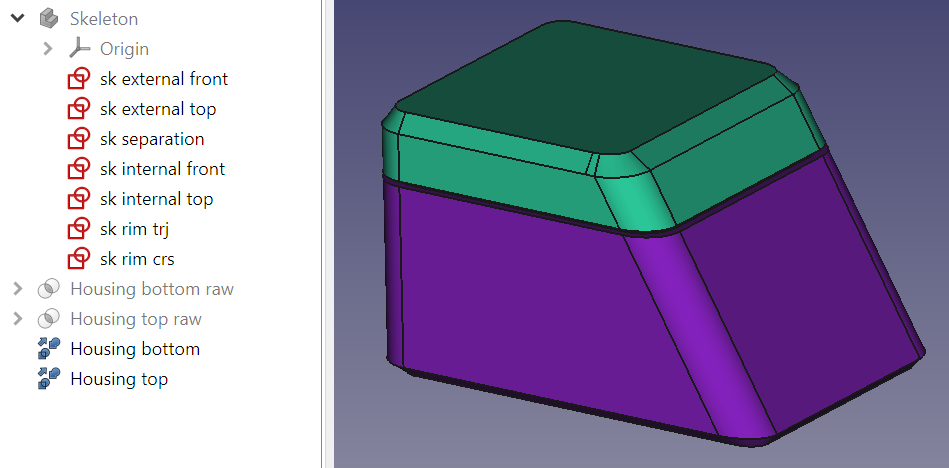 Skeleton
Origin
sk external front
sk external top
sk separation
sk internal front
sk internal top
sk rim trj
sk rim crs
Housing bottom raw
Housing top raw
Housing bottom
Housing top